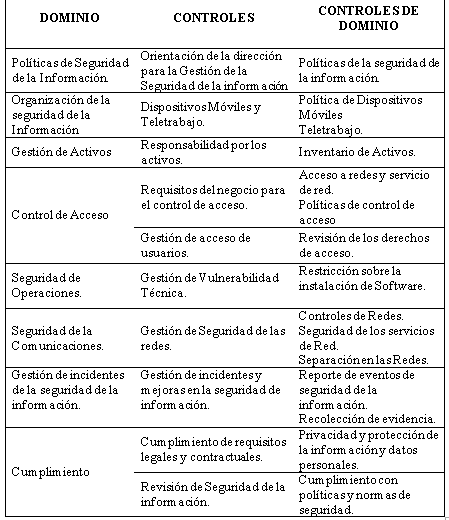 DOMINIO
CONTROLES
CONTROLES DE
DOMINIO
Políticas de Seguridad
de la Información.
Orientación de la dirección
para la Gestión de la
Seguridad de la información
Políticas de la seguridad de
la información.
Organización de la
seguridad de la
Información
Dispositivos Móviles y
Teletrabajo.
Política de Dispositivos
Móviles
Teletrabajo.
Gestión de Activos
Responsabilidad por los
activos.
Inventario de Activos.
Control de Acceso
Requisitos del negocio para
el control de acceso.
Acceso a redes y servicio
de red.
Políticas de control de
acceso
Gestión de acceso de
usuarios.
Revisión de los derechos
de acceso.
Seguridad de
Operaciones.
Gestión de Vulnerabilidad
Técnica.
Restricción sobre la
instalación de Software.
Seguridad de la
Comunicaciones.
Gestión de Seguridad de las
redes.
Controles de Redes.
Seguridad de los servicios
de Red.
Separación en las Redes.
Gestión de incidentes
de la seguridad de la
información.
Gestión de incidentes y
mejoras en la seguridad de
información.
Reporte de eventos de
seguridad de la
información.
Recolección de evidencia.
Cumplimiento
Cumplimiento de requisitos
legales y contractuales.
Privacidad y protección de
la información y datos
personales.
Revisión de Seguridad de la
información.
Cumplimiento con
políticas y normas de
seguridad.